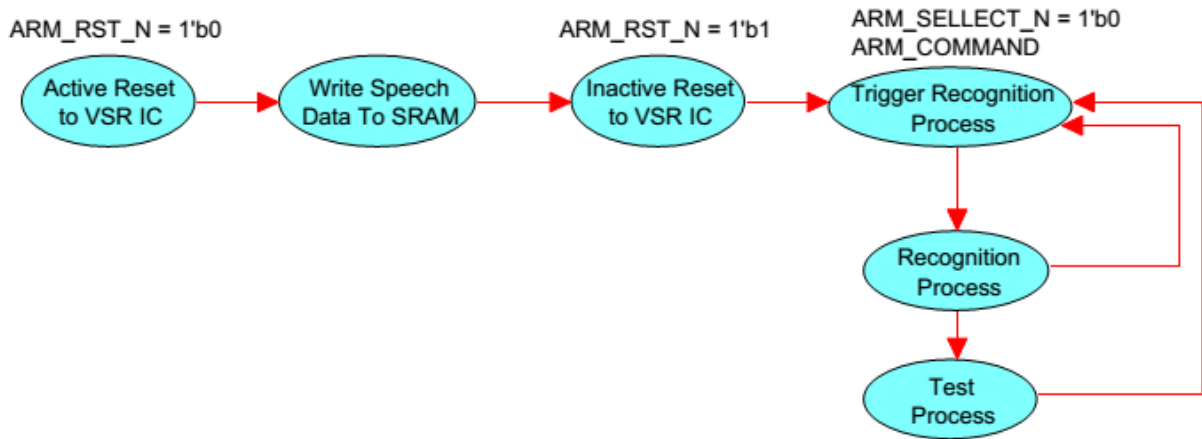 ARM_RST_N = 1'b0
Active Reset
to VSR IC
Write Speech
Data To SRAM
ARM_RST_N = 1'b1
Inactive Reset
to VSR IC
ARM_SELLECT_N = 1'b0
ARM_COMMAND
Trigger Recognition
Process
Recognition
Process
Test
Process